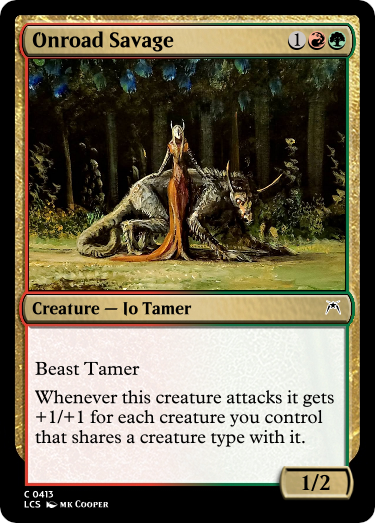 Onroad Savage 1
Creature — Io Tamer
Beast Tamer
Whenever this creature attacks it gets
+1/+1 for each creature you control
that shares a creature type with it.
1/2
C 0413
LCS MK Cooper